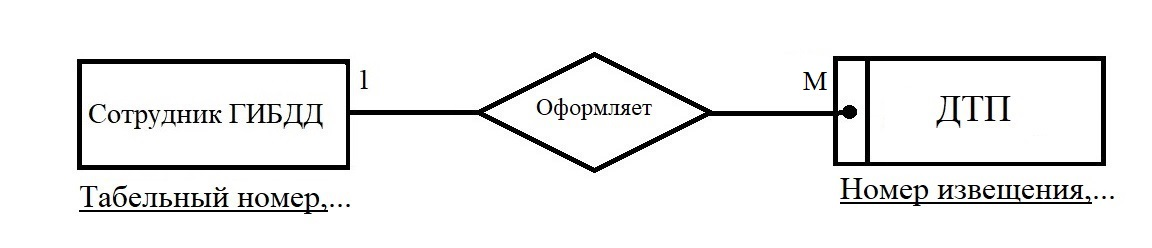 Сотрудник ГИБДД
1
Оформляет
М
ДТП
Табельный номер,...
Номер извещения,...